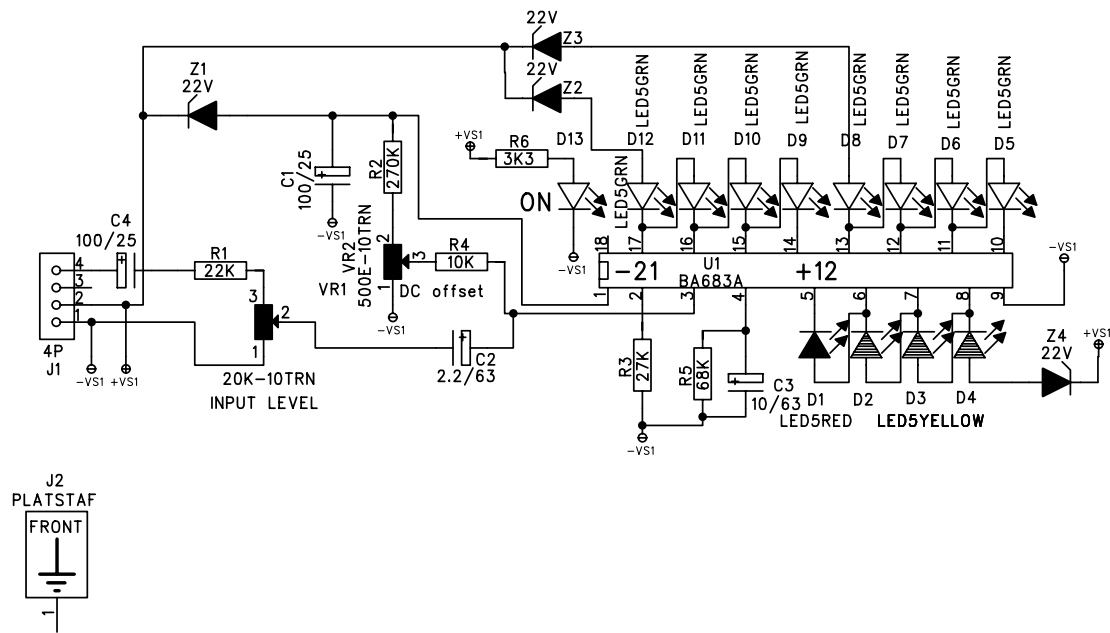 22V
Z3
22V
Z2
Z1
22V
LED5GRN
LED5GRN
LED5GRN
LED5GRN
LED5GRN
LED5GRN
LED5GRN
LED5GRN
+VS1
R6
3K3
D13
D12
D11
D10
D9
D8
D7
D6
D5
ON
C1
100/25
-VS1
R2
270K
VR2
500E-10TRN
2
3
1
R4
10K
VR1
DC offset
-VS1
-VS1
18
17
16
15
14
13
12
11
10
-VS1
-21
U1
BA683A
+12
1
2
3
4
5
6
7
8
9
C4
100/25
R1
22K
4
3
2
1
4P
J1
-VS1
+VS1
3
2
1
20K-10TRN
INPUT LEVEL
C2
2.2/63
R3
27K
R5
68K
C3
10/63
-VS1
D1
D2
D3
D4
LED5RED
LED5YELLOW
Z4
22V
+VS1
J2
PLATSTAF
FRONT
1